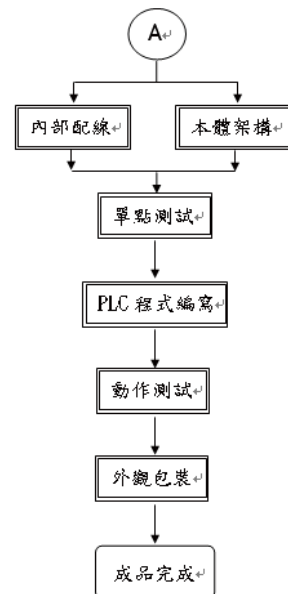 A
內部配線
本體架構
單點測試
PLC 程式編寫
動作測試
外觀包裝
成品完成